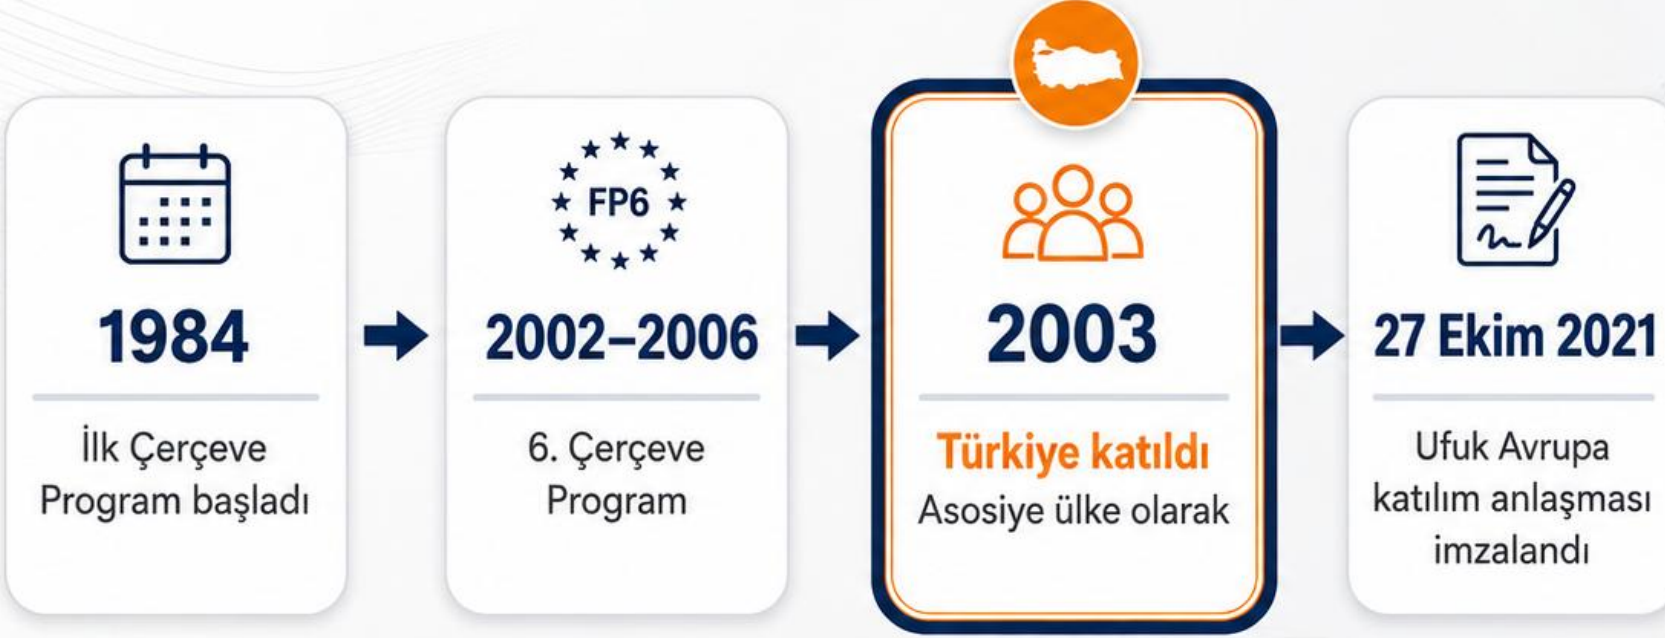 1984
İlk Çerçeve
Program başladı
FP6
2002–2006
6. Çerçeve
Program
2003
Türkiye katıldı
Asosiye ülke olarak
27 Ekim 2021
Ufuk Avrupa
katılım anlaşması
imzalandı